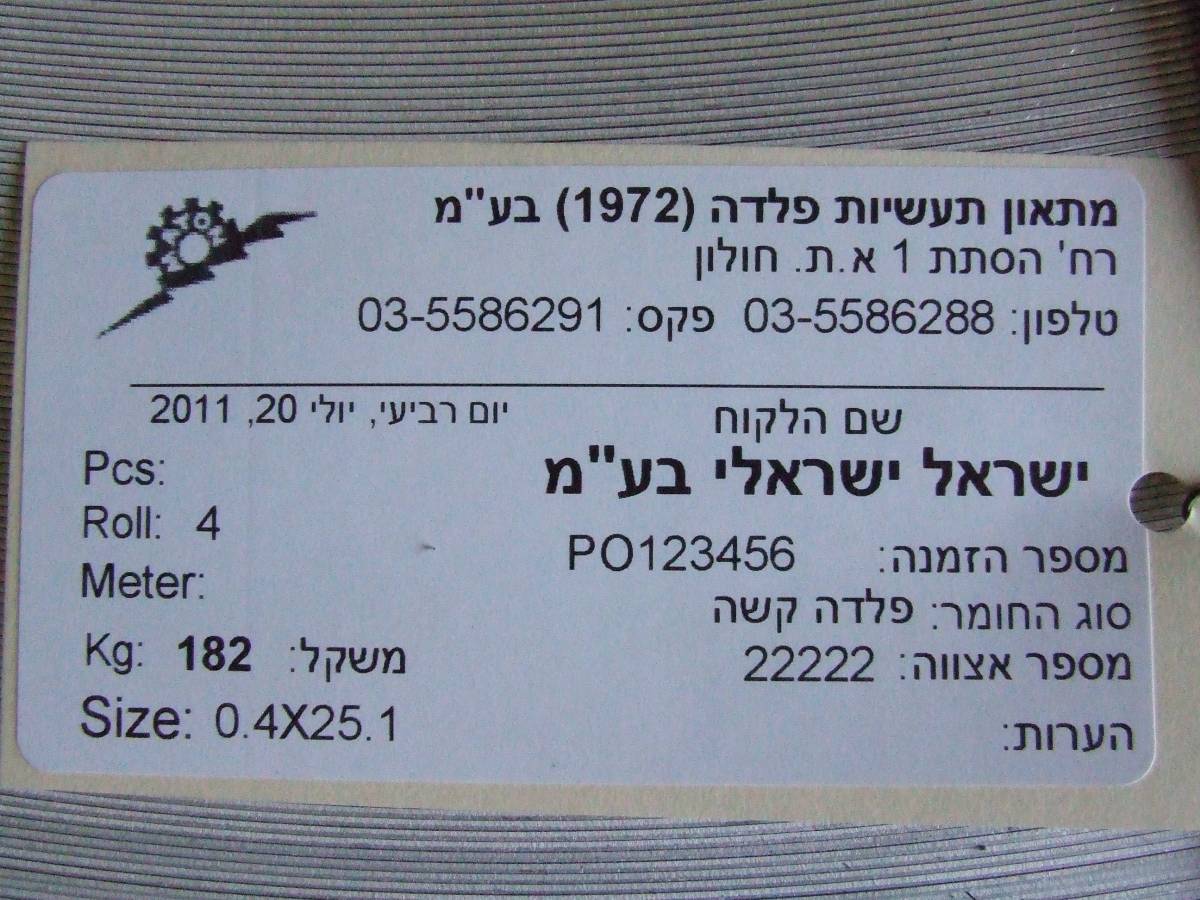 מתאון תעשיות פלדה (1972) בע"מ
רח' הסתת 1 א.ת. חולון
טלפון: 03-5586288 פקס: 03-5586291
יום רביעי, יולי 20, 2011
שם הלקוח
ישראל ישראלי בע"מ
מספר הזמנה: PO123456
סוג החומר: פלדה קשה
מספר אצווה: 22222
הערות:
Pcs:
Roll: 4
Meter:
Kg: 182 משקל:
Size: 0.4X25.1